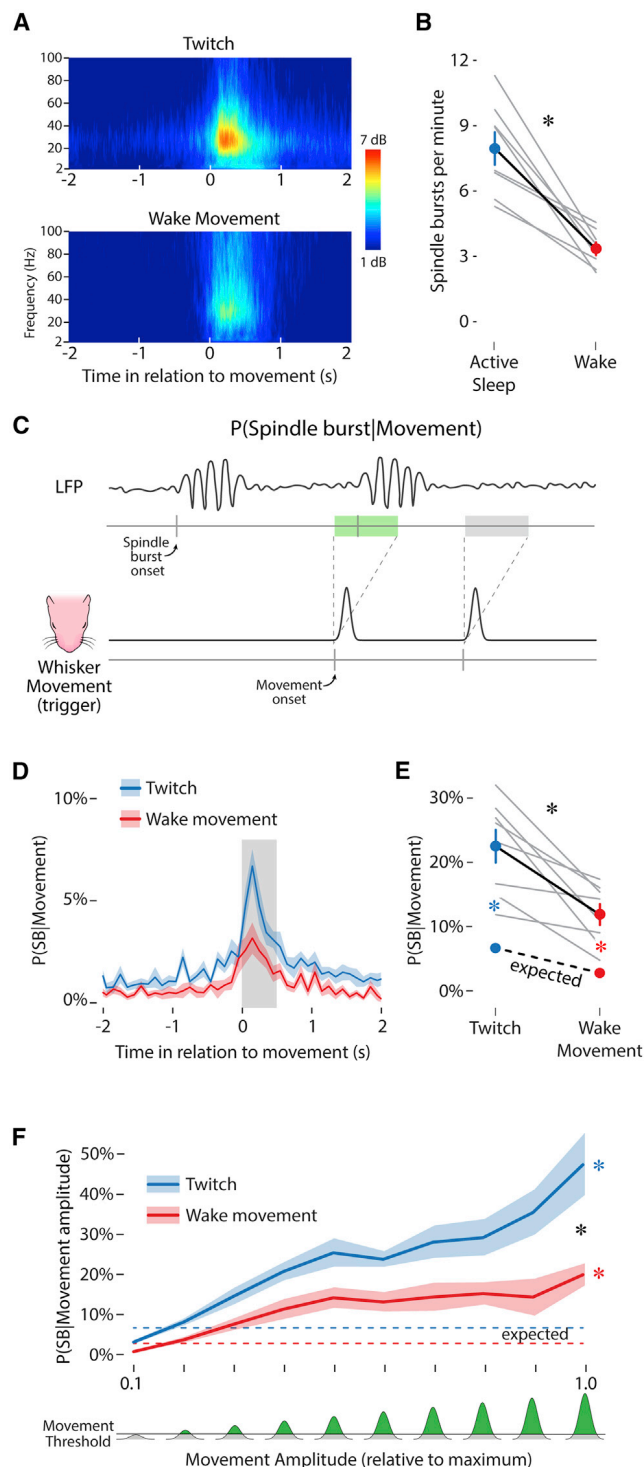 A
Twitch
100
80
60
40
20
2
-2 -1 0 1 2
7 dB
1 dB
Wake Movement
Frequency (Hz)
100
80
60
40
20
2
-2 -1 0 1 2
Time in relation to movement (s)
B
Spindle bursts per minute
12
9
6
3
0
*
Active
Sleep
Wake
C
P(Spindle burst|Movement)
LFP
Spindle
burst
onset
Whisker
Movement
(trigger)
Movement
onset
D
Twitch
Wake movement
P(SB|Movement)
10%
5%
0%
-2 -1 0 1 2
Time in relation to movement (s)
E
P(SB|Movement)
30%
20%
10%
0%
*
*
*
expected
Twitch
Wake
Movement
F
P(SB|Movement amplitude)
50%
40%
30%
20%
10%
0%
Twitch
Wake movement
*
*
*
expected
0.1 1.0
Movement
Threshold
Movement Amplitude (relative to maximum)